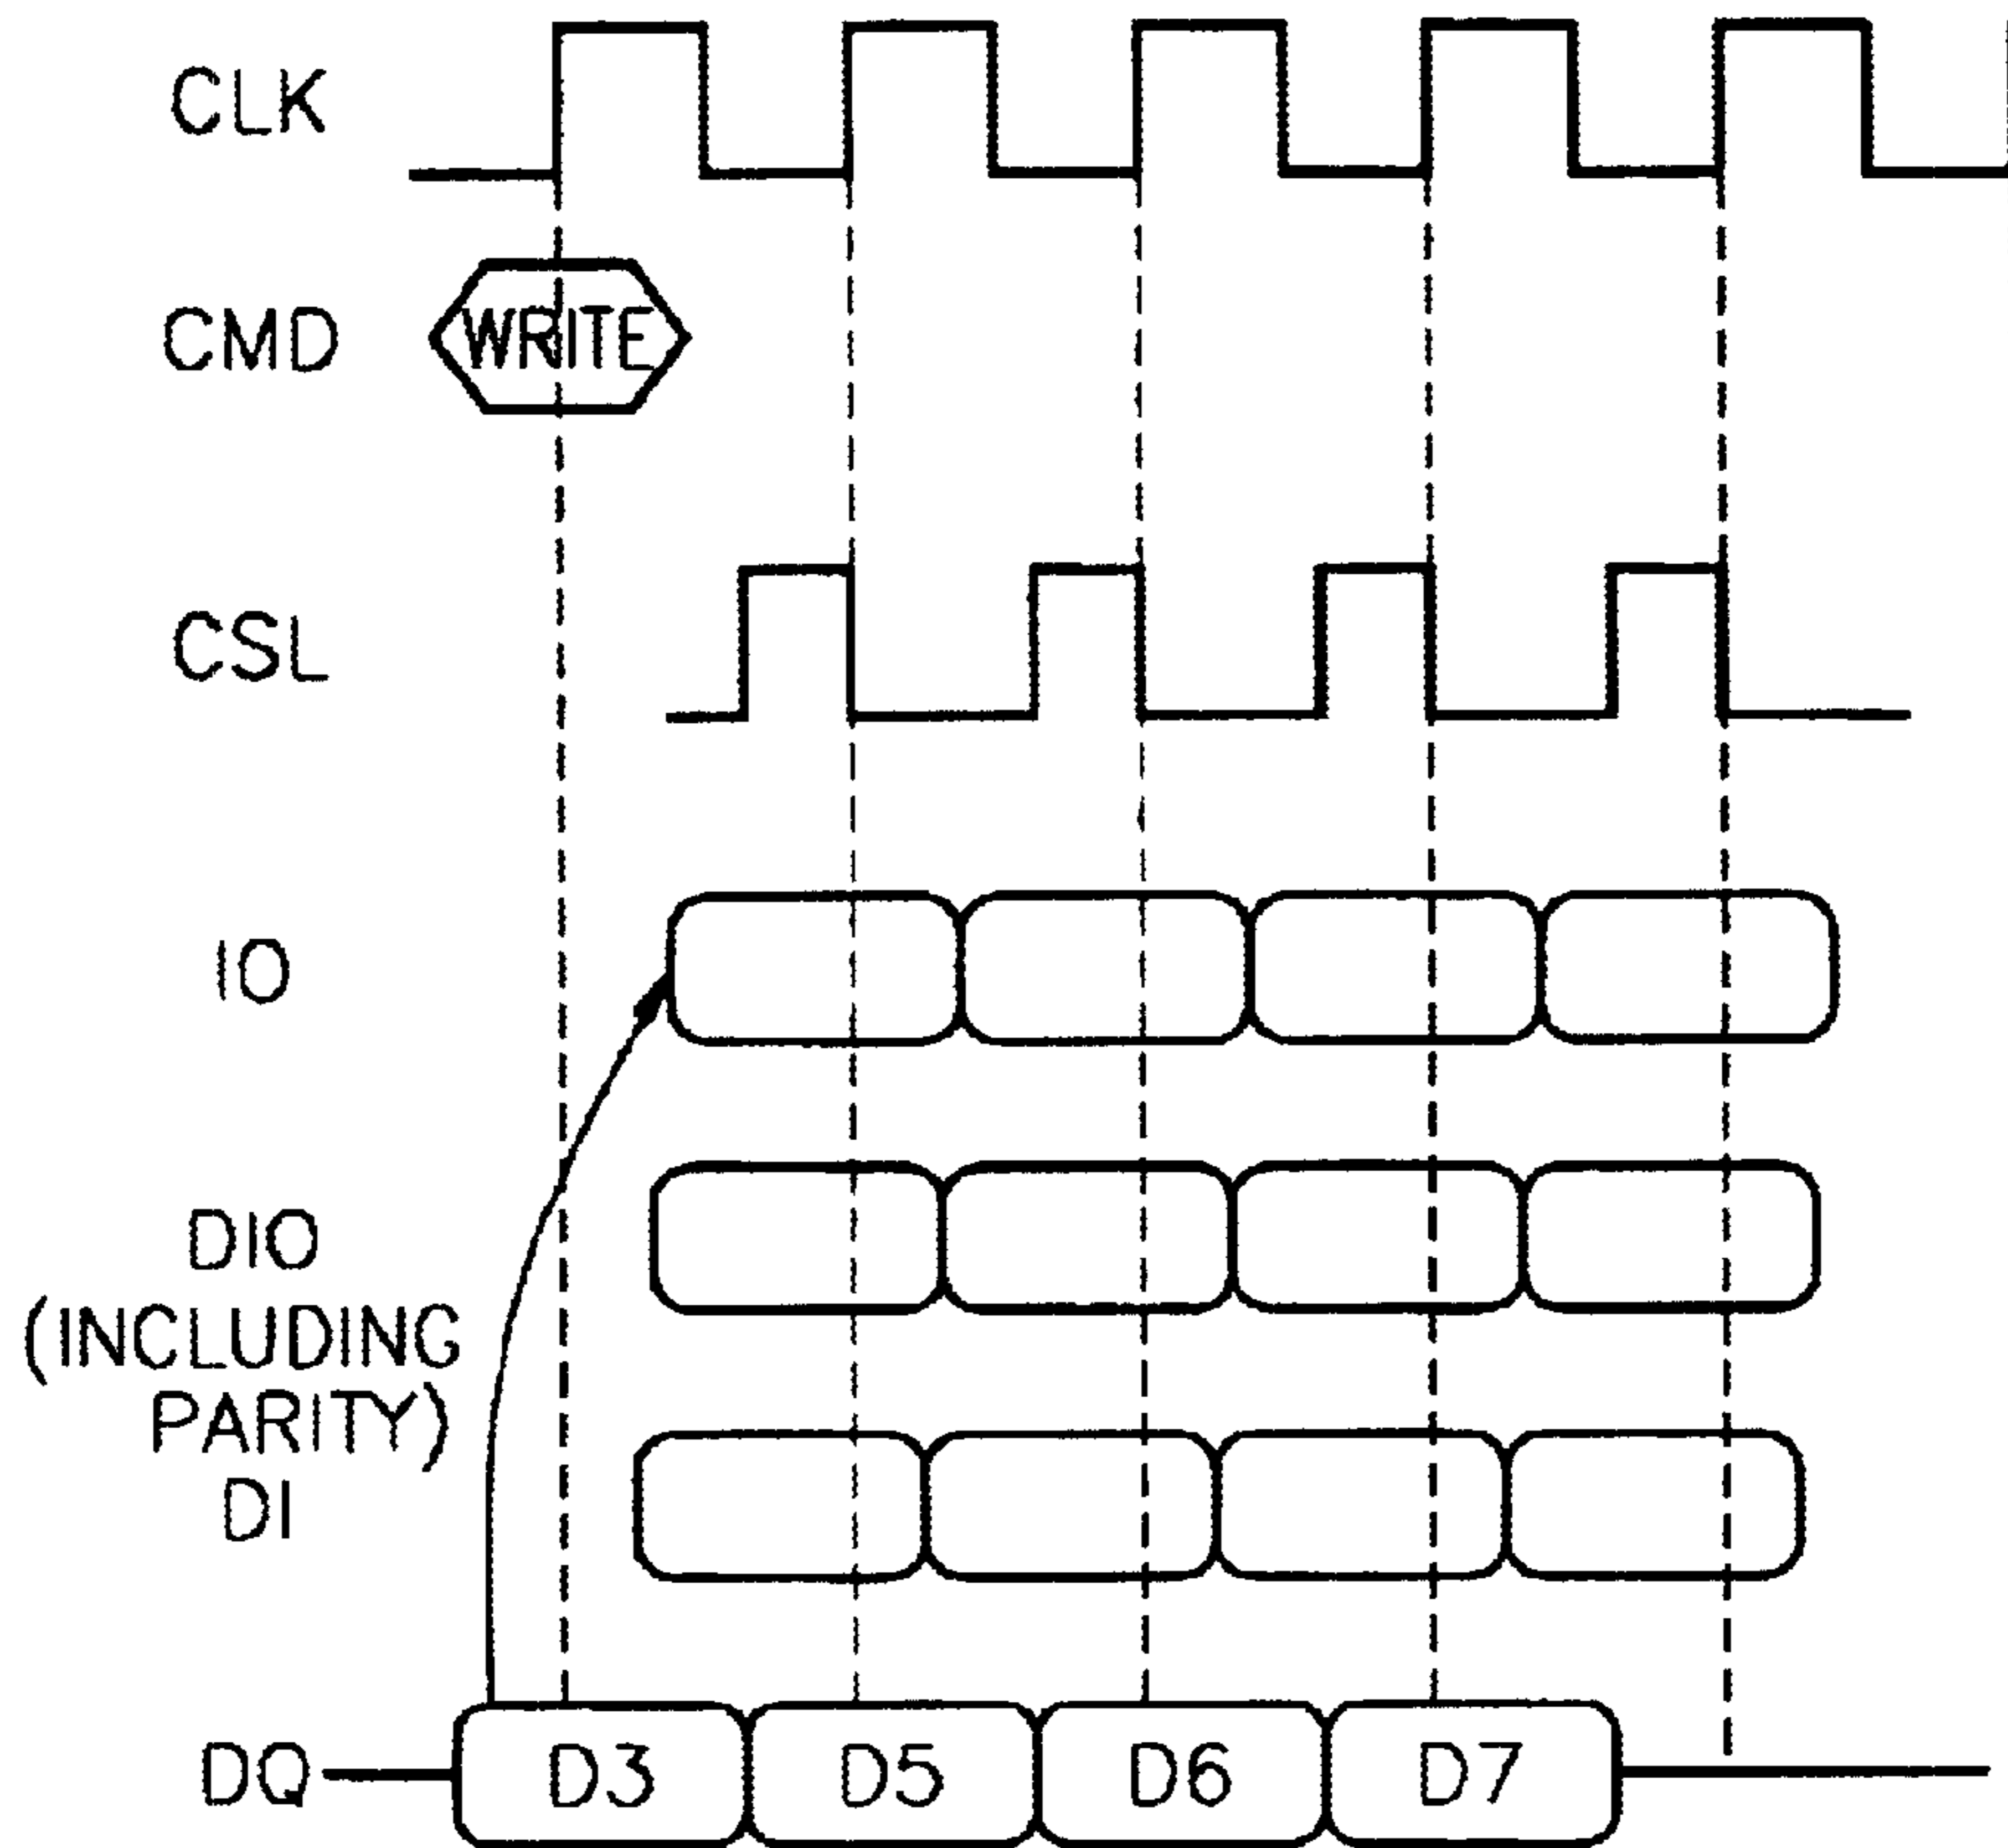 CLK
CMD
WRITE
CSL
IO
DIO
(INCLUDING
PARITY)
DI
DQ D3 D5 D6 D7